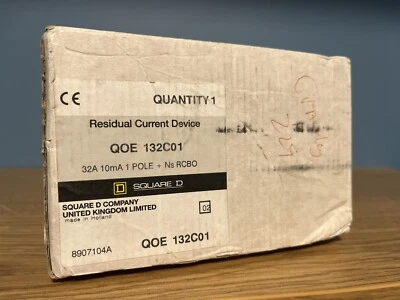 CE
QUANTITY 1
Residual Current Device
QOE 132C01
32A 10mA 1 POLE + Ns RCBO
D SQUARE D
SQUARE D COMPANY
UNITED KINGDOM LIMITED
made in Holland
02
8907104A
QOE 132C01